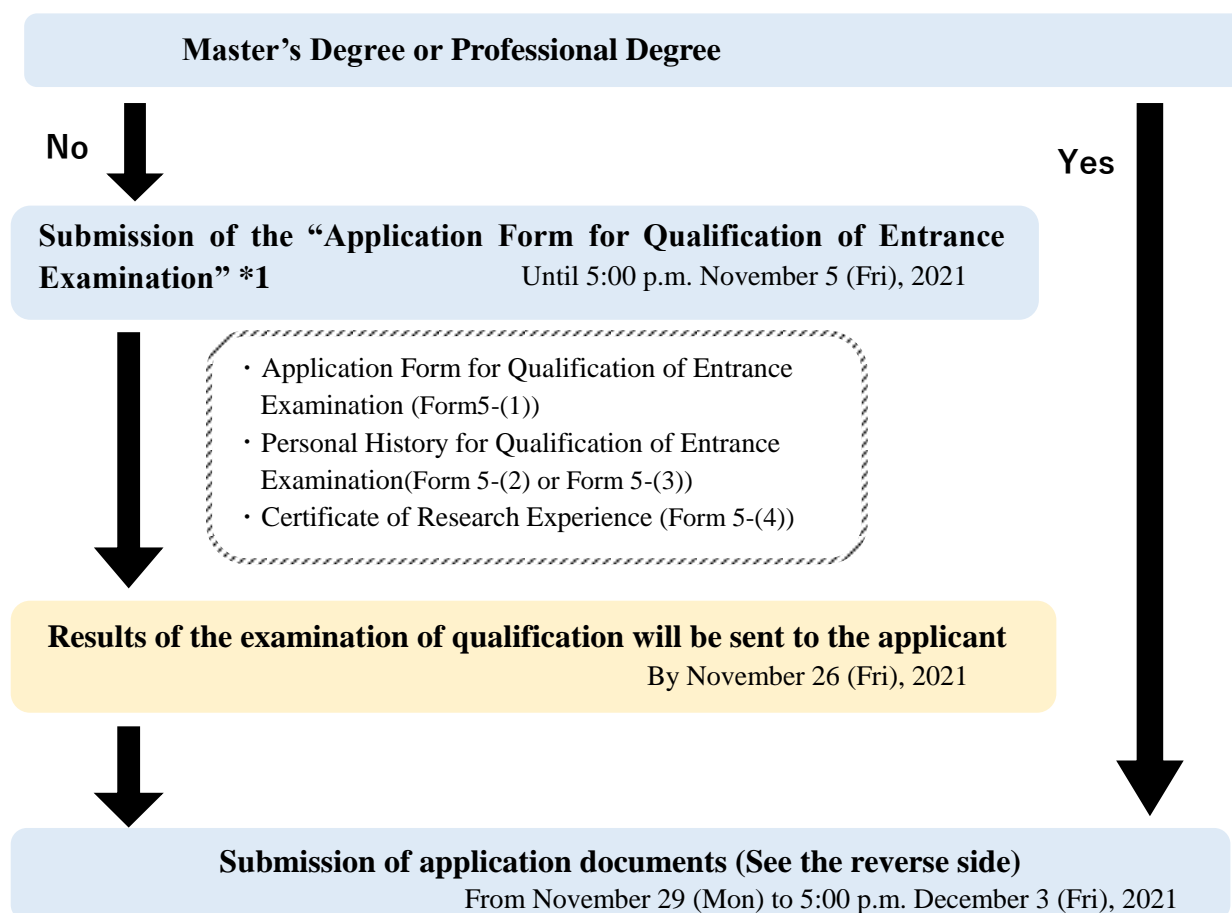 Master’s Degree or Professional Degree
No
Yes
Submission of the “Application Form for Qualification of Entrance
Examination” *1 Until 5:00 p.m. November 5 (Fri), 2021
・Application Form for Qualification of Entrance
Examination (Form5-(1))
・Personal History for Qualification of Entrance
Examination(Form 5-(2) or Form 5-(3))
・Certificate of Research Experience (Form 5-(4))
Results of the examination of qualification will be sent to the applicant
By November 26 (Fri), 2021
Submission of application documents (See the reverse side)
From November 29 (Mon) to 5:00 p.m. December 3 (Fri), 2021